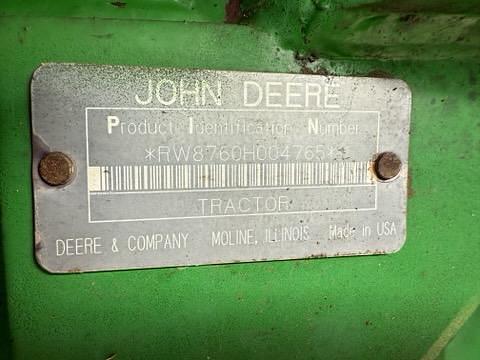 JOHN DEERE
Product Identification Number
*RW8760H004765*
TRACTOR
DEERE & COMPANY MOLINE, ILLINOIS Made in USA